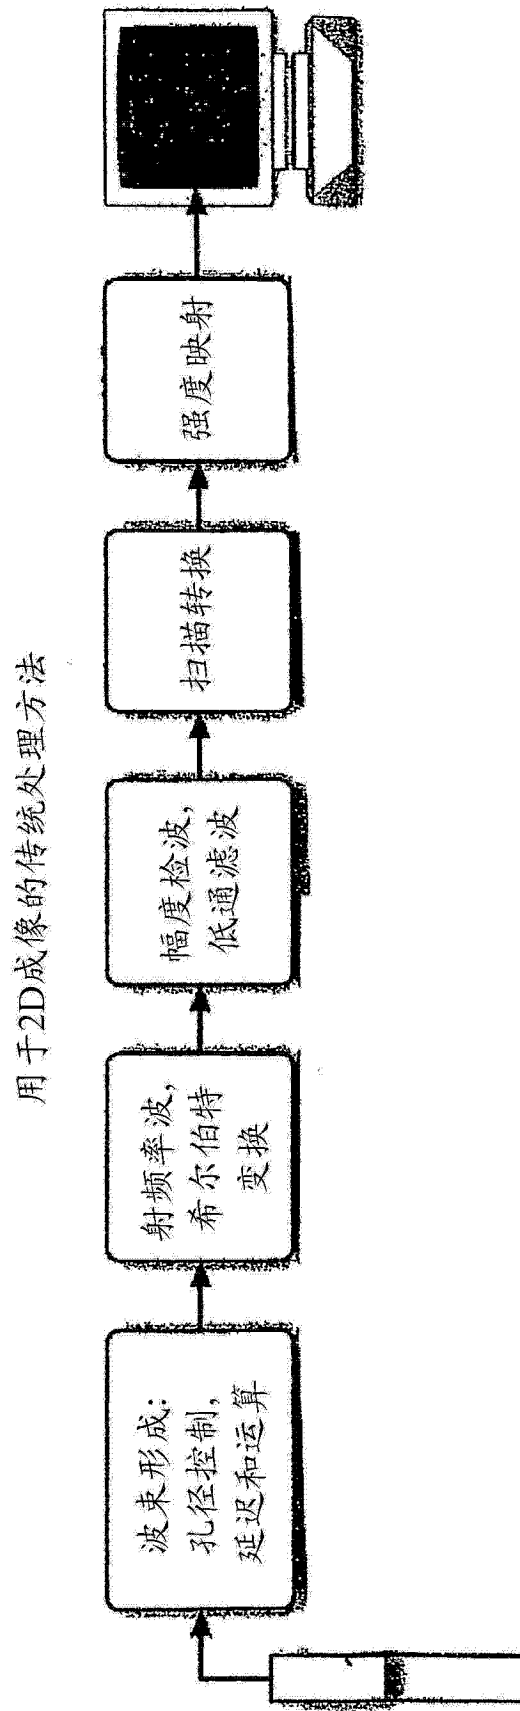 用于2D成像的传统处理方法
波束形成:
孔径控制,
延迟和运算
射频率波,
希尔伯特
变换
幅度检波,
低通滤波
扫描转换
强度映射